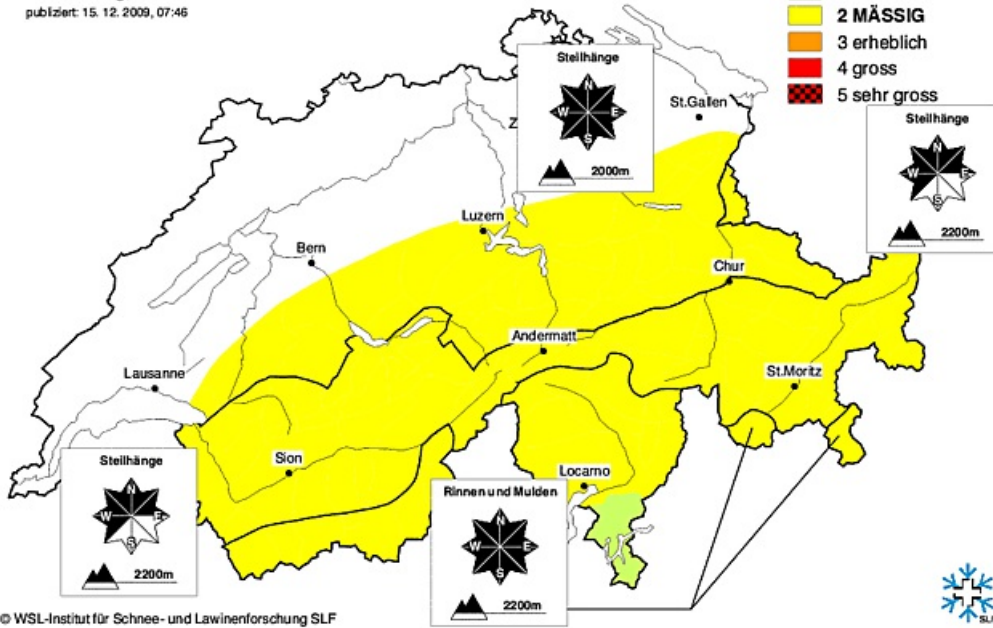 publiziert: 15. 12. 2009, 07:46
2 MÄSSIG
3 erheblich
4 gross
5 sehr gross
Steilhänge
N
W E
S
2000m
St.Gallen
Z
Steilhänge
N
W E
S
2200m
Luzern
Bern
Chur
Andermatt
Lausanne
St.Moritz
Sion
Locarno
Steilhänge
N
W E
S
2200m
Rinnen und Mulden
N
W E
S
2200m
© WSL-Institut für Schnee- und Lawinenforschung SLF
SLF